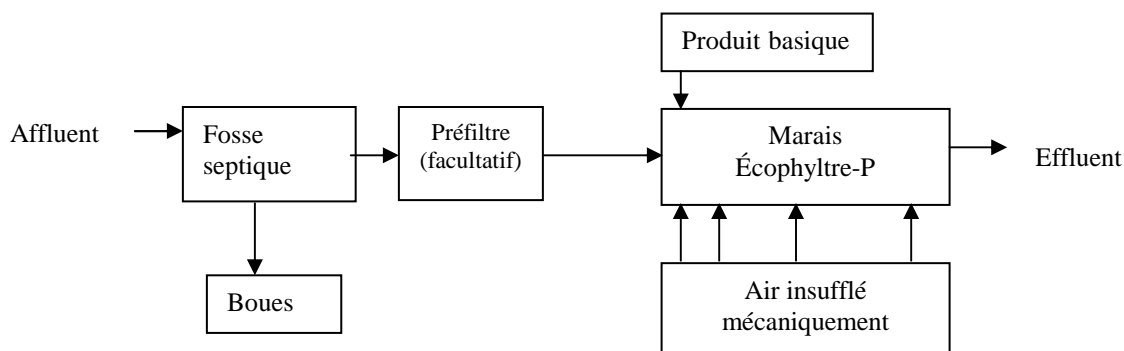 Produit basique
Affluent
Fosse
septique
Préfiltre
(facultatif)
Marais
Écophyltre-P
Effluent
Boues
Air insufflé
mécaniquement